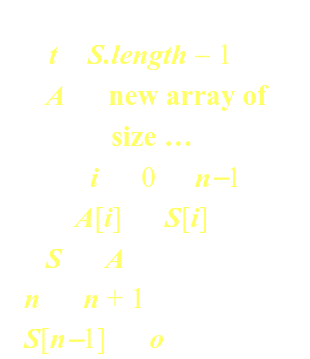 t S.length − 1
A new array of
size …
i 0 n−1
A[i] S[i]
S A
n n + 1
S[n−1] o